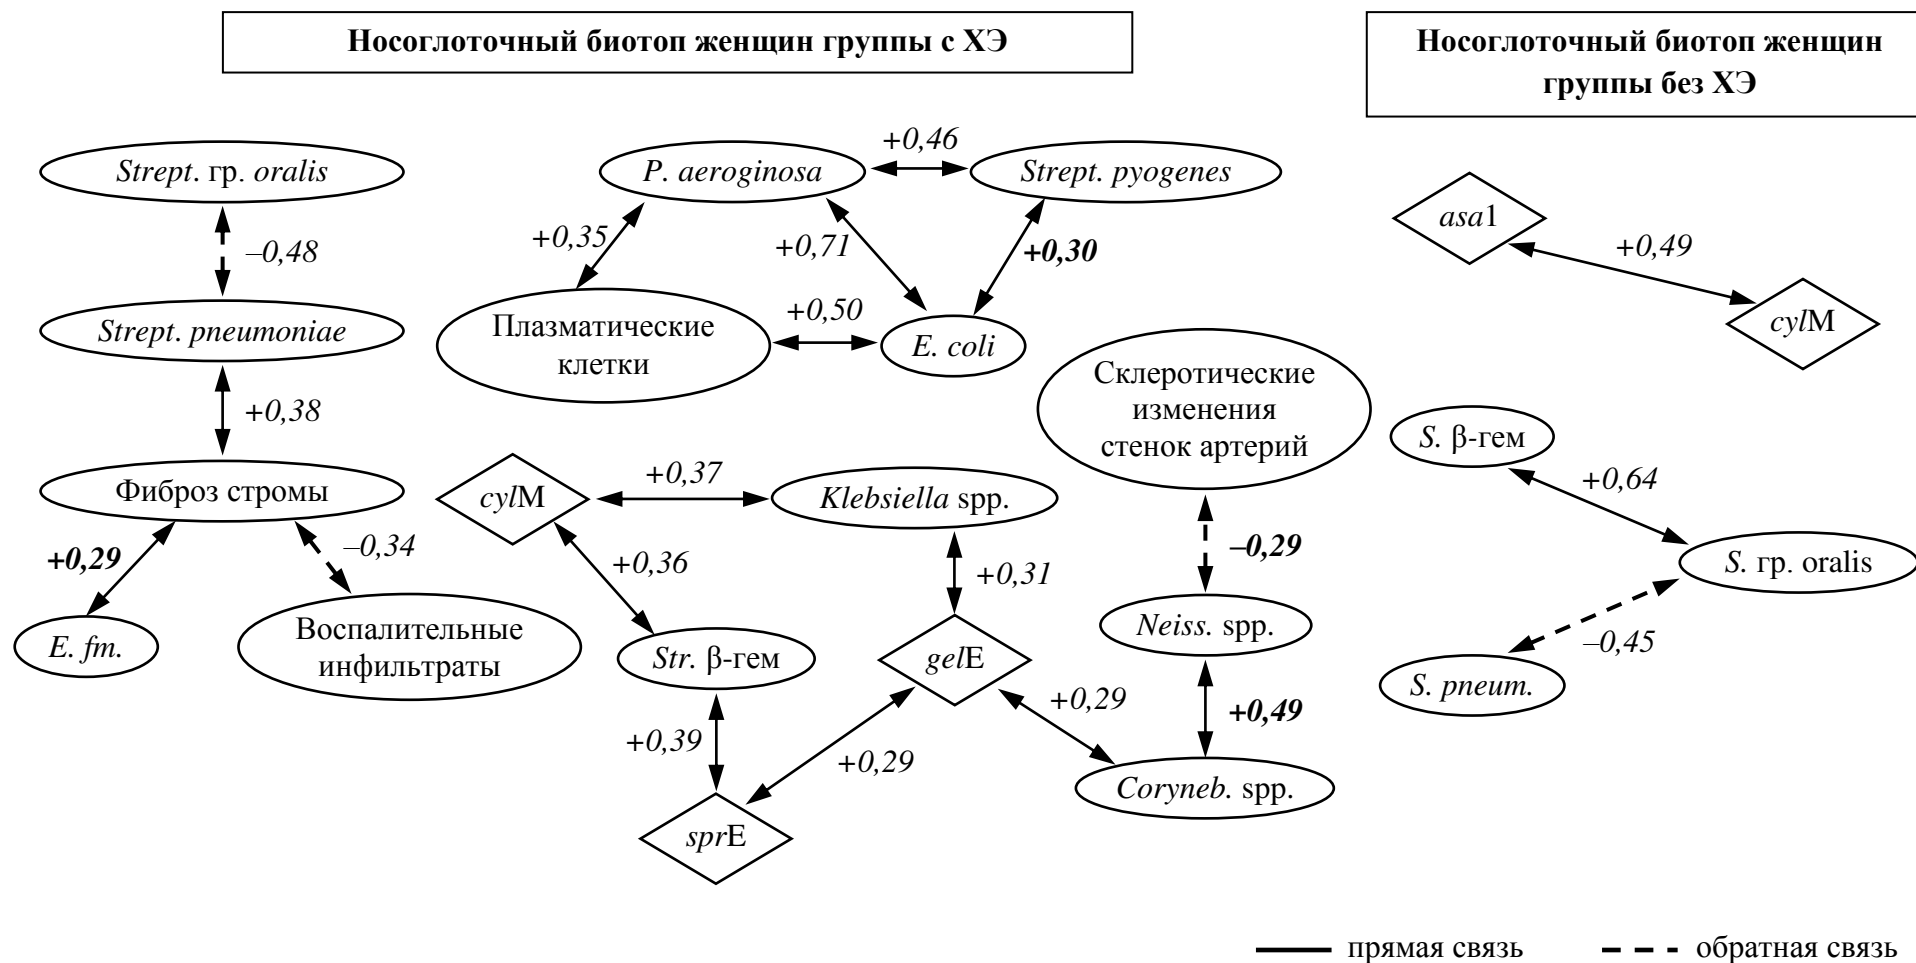 Носоглоточный биотоп женщин группы с ХЭ
Носоглоточный биотоп женщин
группы без ХЭ
Strept. гр. oralis
–0,48
Strept. pneumoniae
+0,38
Фиброз стромы
+0,29
–0,34
E. fm.
Воспалительные
инфильтраты
P. aeroginosa
+0,46
Strept. pyogenes
+0,35
+0,71
+0,30
Плазматические
клетки
+0,50
E. coli
cylM
+0,37
Klebsiella spp.
+0,36
+0,31
Str. β-гем
gelE
+0,39
+0,29
+0,29
sprE
Склеротические
изменения
стенок артерий
–0,29
Neiss. spp.
+0,49
Coryneb. spp.
asa1
+0,49
cylM
S. β-гем
+0,64
S. гр. oralis
–0,45
S. pneum.
прямая связь
обратная связь